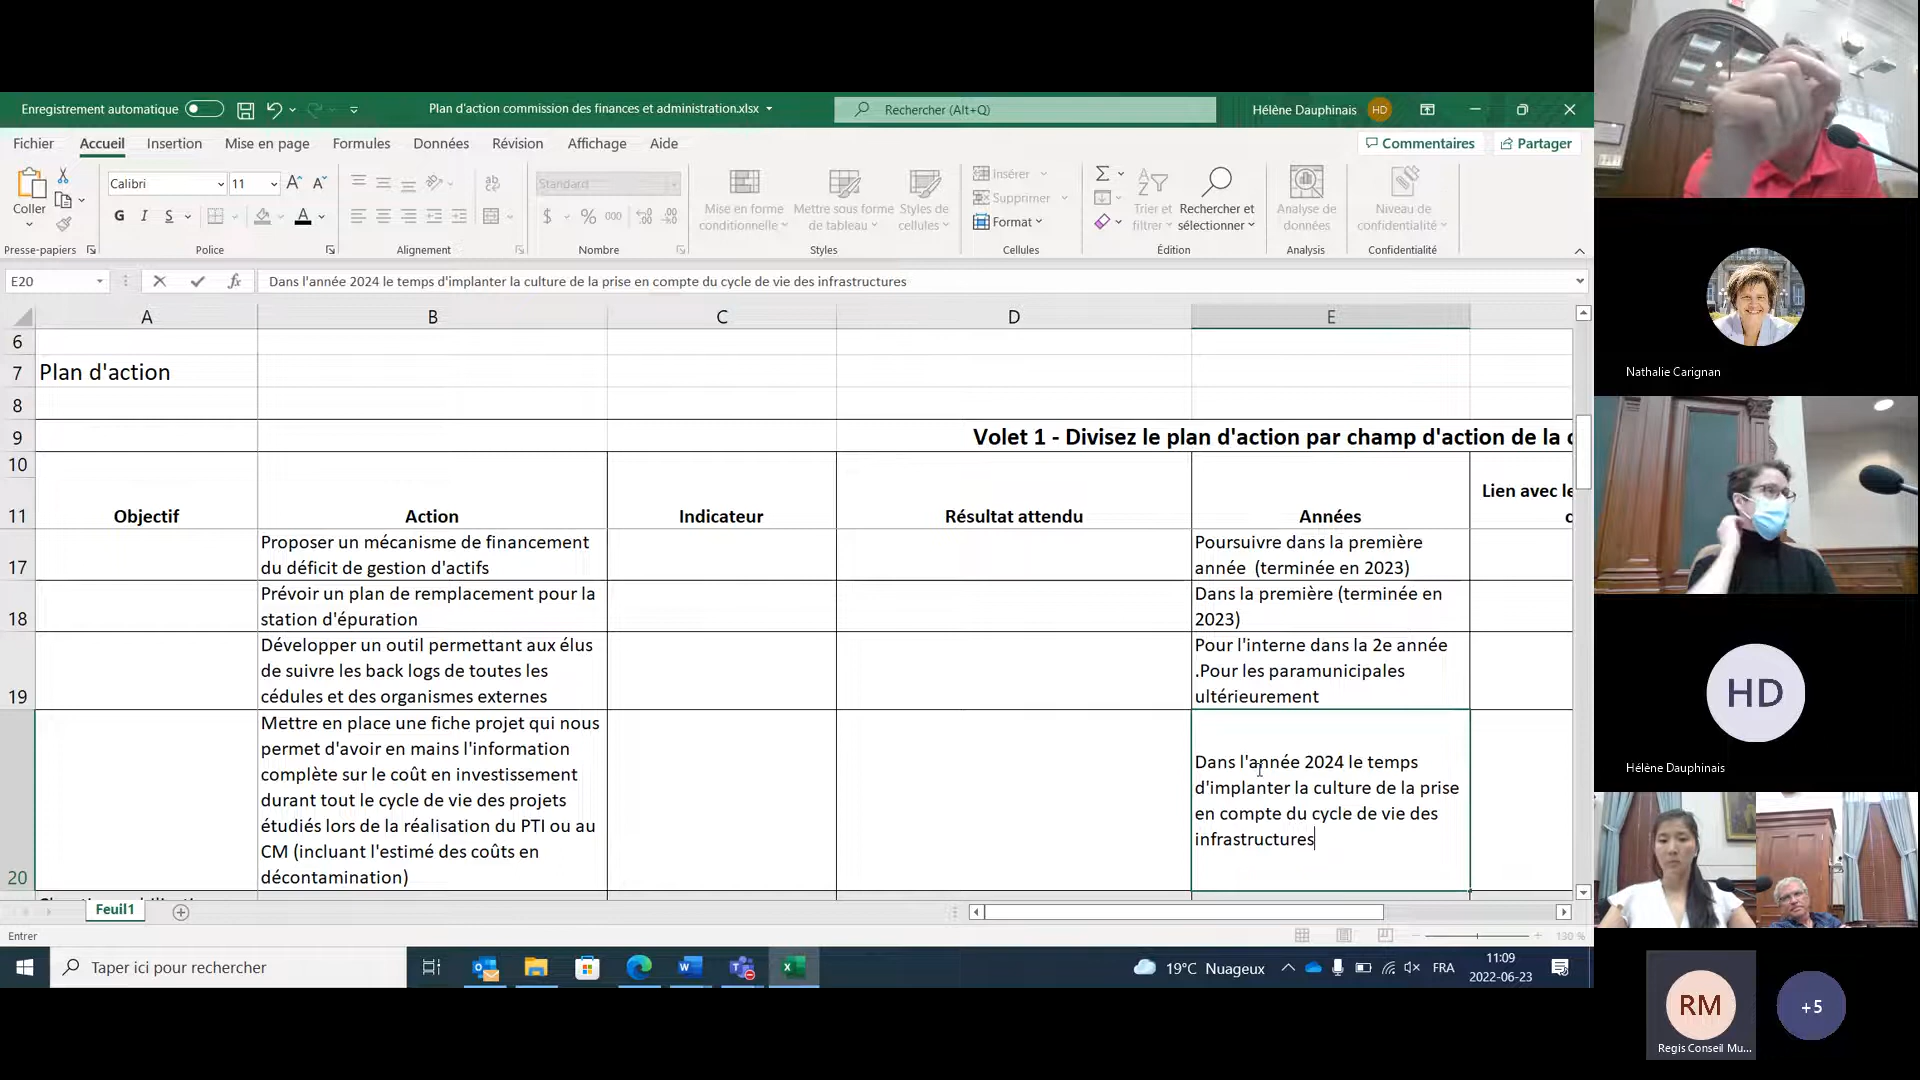 Enregistrement automatique
Plan d'action commission des finances et administration.xlsx
Rechercher (Alt+Q)
Hélène Dauphinais
HD
Fichier
Accueil
Insertion
Mise en page
Formules
Données
Révision
Affichage
Aide
Commentaires
Partager
Coller
Presse-papiers
Calibri
11
G I S
Police
Alignement
Standard
$ % 000
Nombre
Mise en forme
conditionnelle
Mettre sous forme
de tableau
Styles de
cellules
Styles
Insérer
Supprimer
Format
Cellules
Trier et
filtrer
Rechercher et
sélectionner
Édition
Analyse de
données
Analysis
Niveau de
confidentialité
Confidentialité
E20
fx
Dans l'année 2024 le temps d'implanter la culture de la prise en compte du cycle de vie des infrastructures
A B C D E
6
7 Plan d'action
8
9 Volet 1 - Divisez le plan d'action par champ d'action de la
10
Lien avec le
11 Objectif Action Indicateur Résultat attendu Années
17
Proposer un mécanisme de financement
du déficit de gestion d'actifs
Poursuivre dans la première
année (terminée en 2023)
18
Prévoir un plan de remplacement pour la
station d'épuration
Dans la première (terminée en
2023)
19
Développer un outil permettant aux élus
de suivre les back logs de toutes les
cédules et des organismes externes
Pour l'interne dans la 2e année
.Pour les paramunicipales
ultérieurement
20
Mettre en place une fiche projet qui nous
permet d'avoir en mains l'information
complète sur le coût en investissement
durant tout le cycle de vie des projets
étudiés lors de la réalisation du PTI ou au
CM (incluant l'estimé des coûts en
décontamination)
Dans l'année 2024 le temps
d'implanter la culture de la prise
en compte du cycle de vie des
infrastructures
Feuil1
Entrer
130 %
Taper ici pour rechercher
19°C Nuageux
FRA
11:09
2022-06-23
Nathalie Carignan
HD
Hélène Dauphinais
RM
Regis Conseil Mu...
+5